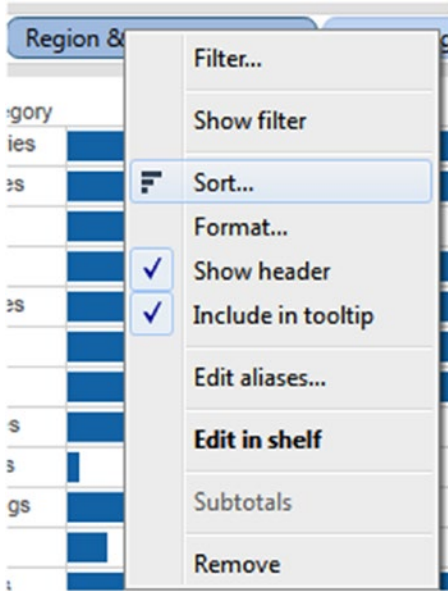 Region &
Filter...
Show filter
Sort...
Format...
Show header
Include in tooltip
Edit aliases...
Edit in shelf
Subtotals
Remove
egory
ies
es
es
s
s
gs